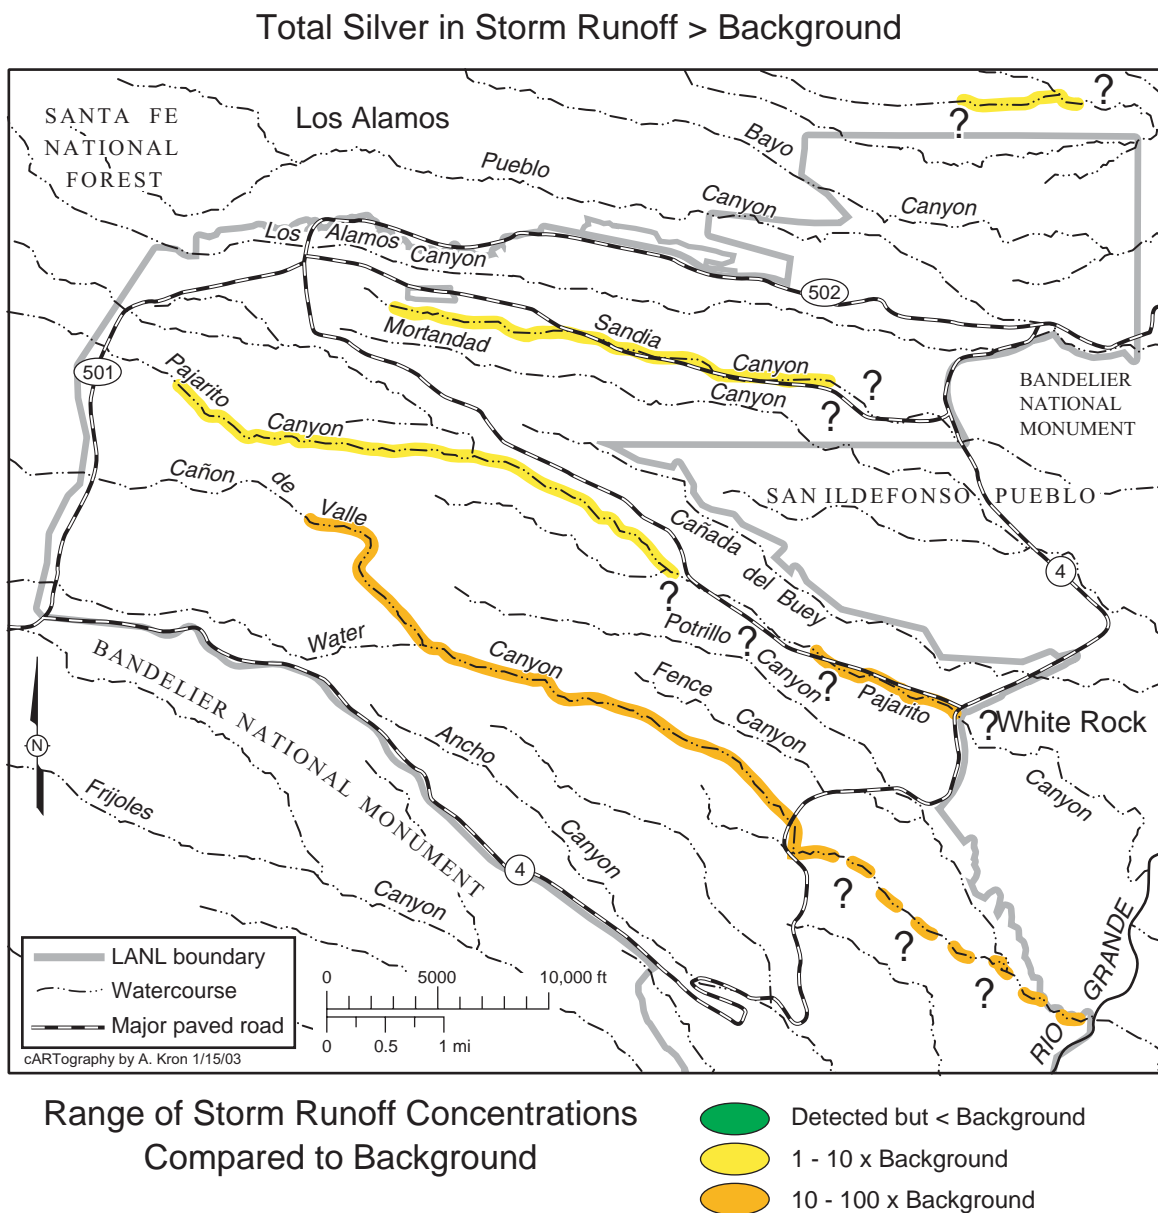 Total Silver in Storm Runoff > Background
SANTA FE
NATIONAL
FOREST
Los Alamos
?
?
Bayo
Pueblo
Canyon
Canyon
Los Alamos
Canyon
502
Sandia
Mortandad
Canyon
Canyon
?
?
501
Pajarito
Canyon
BANDELIER
NATIONAL
MONUMENT
Cañon de Valle
SAN ILDEFONSO PUEBLO
Cañada del Buey
4
?
Potrillo
?
Canyon
Water
Canyon
Fence
Canyon
?
Pajarito
?
White Rock
Canyon
BANDELIER NATIONAL MONUMENT
N
Ancho
Canyon
Frijoles
Canyon
4
?
?
?
RIO GRANDE
LANL boundary
Watercourse
Major paved road
cARTography by A. Kron 1/15/03
0 5000 10,000 ft
0 0.5 1 mi
Range of Storm Runoff Concentrations
Compared to Background
Detected but < Background
1 - 10 x Background
10 - 100 x Background